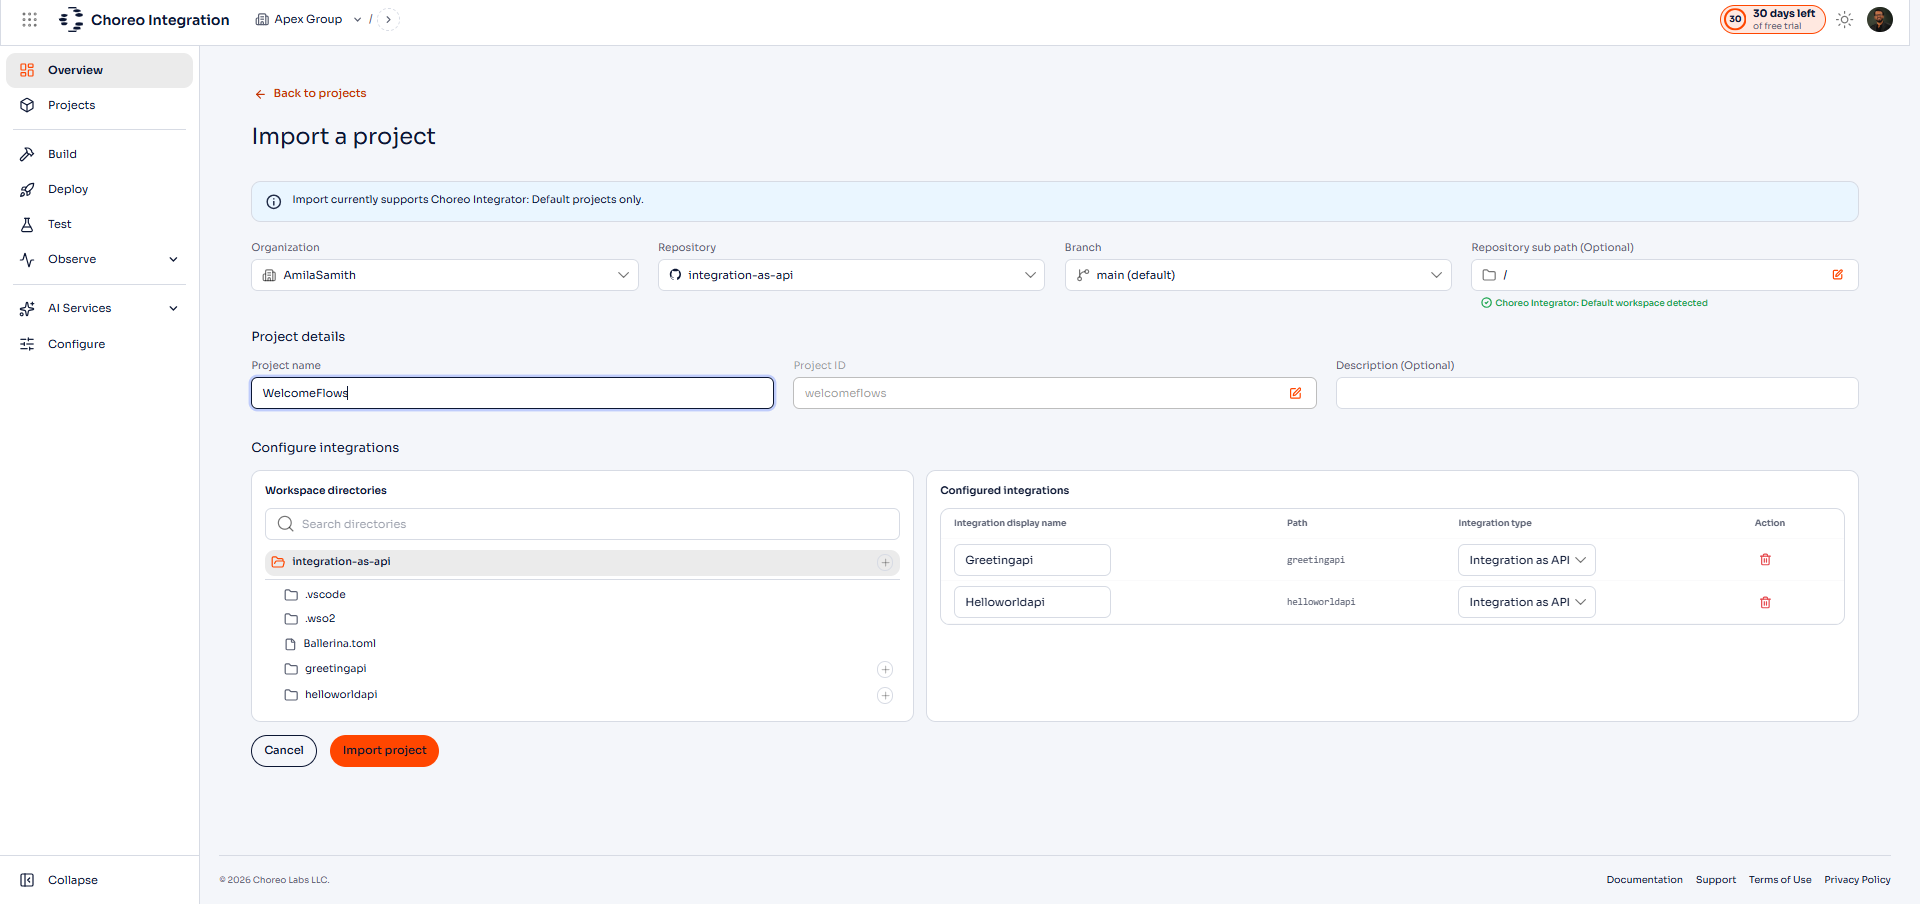 Choreo Integration
Apex Group
/
30
30 days left
of free trial
Overview
Projects
Build
Deploy
Test
Observe
AI Services
Configure
Collapse
Back to projects
Import a project
Import currently supports Choreo Integrator: Default projects only.
Organization
AmilaSamith
Repository
integration-as-api
Branch
main (default)
Repository sub path (Optional)
/
Choreo Integrator: Default workspace detected
Project details
Project name
WelcomeFlows
Project ID
welcomeflows
Description (Optional)
Configure integrations
Workspace directories
Search directories
integration-as-api
.vscode
.wso2
Ballerina.toml
greetingapi
helloworldapi
Configured integrations
Integration display name Path Integration type Action
Greetingapi greetingapi Integration as API
Helloworldapi helloworldapi Integration as API
Cancel Import project
© 2026 Choreo Labs LLC.
Documentation Support Terms of Use Privacy Policy